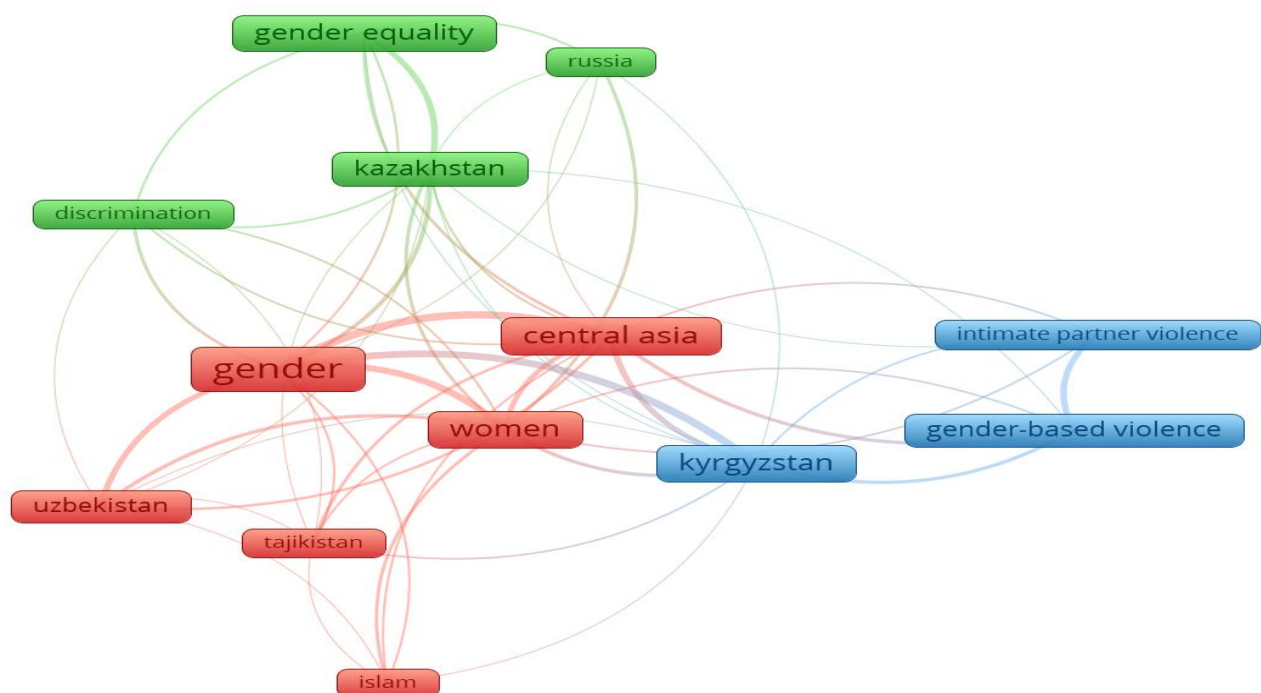 gender equality
russia
kazakhstan
discrimination
central asia
intimate partner violence
gender
women
gender-based violence
kyrgyzstan
uzbekistan
tajikistan
islam